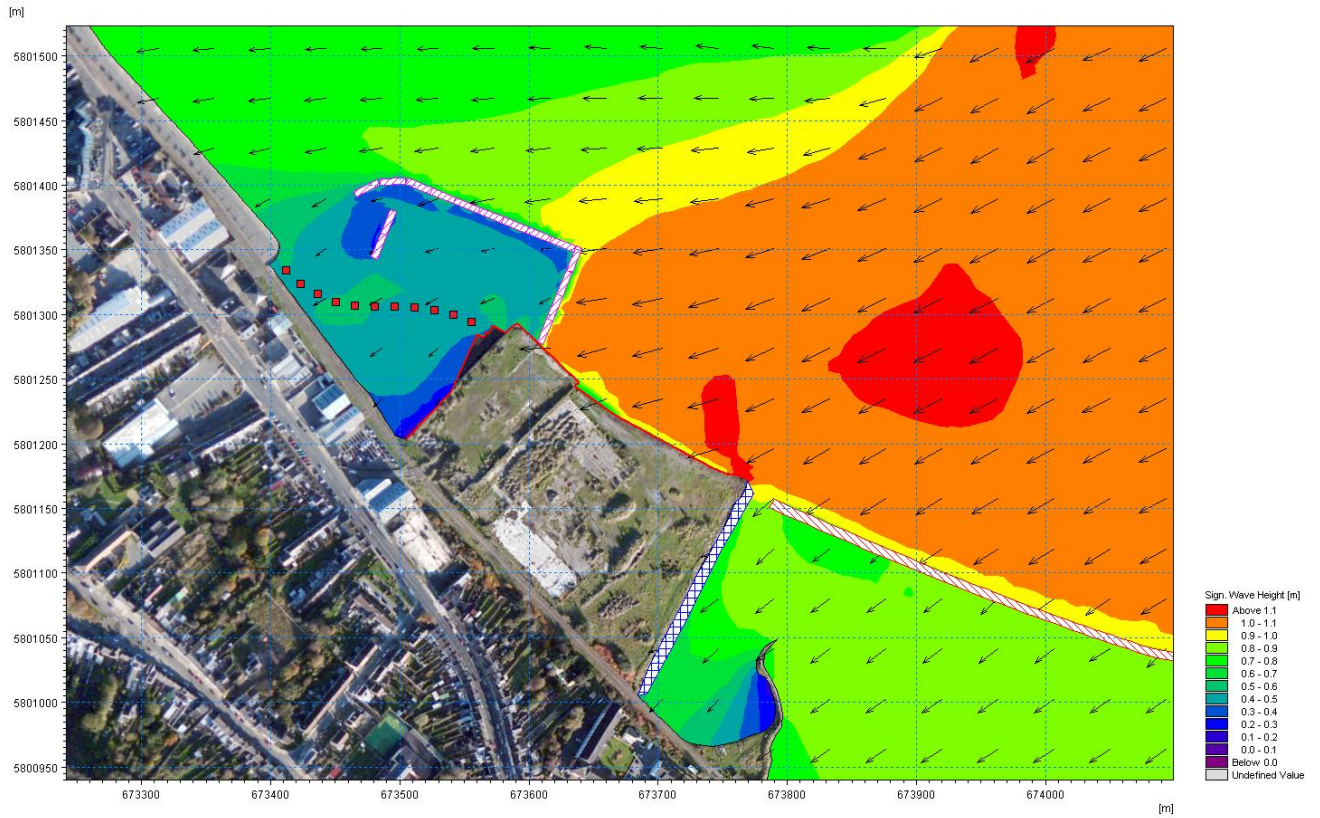 [m]
5801500
5801450
5801400
5801350
5801300
5801250
5801200
5801150
5801100
5801050
5801000
5800950
673300 673400 673500 673600 673700 673800 673900 674000
[m]
Sign. Wave Height [m]
Above 1.1
1.0 - 1.1
0.9 - 1.0
0.8 - 0.9
0.7 - 0.8
0.6 - 0.7
0.5 - 0.6
0.4 - 0.5
0.3 - 0.4
0.2 - 0.3
0.1 - 0.2
0.0 - 0.1
Below 0.0
Undefined Value